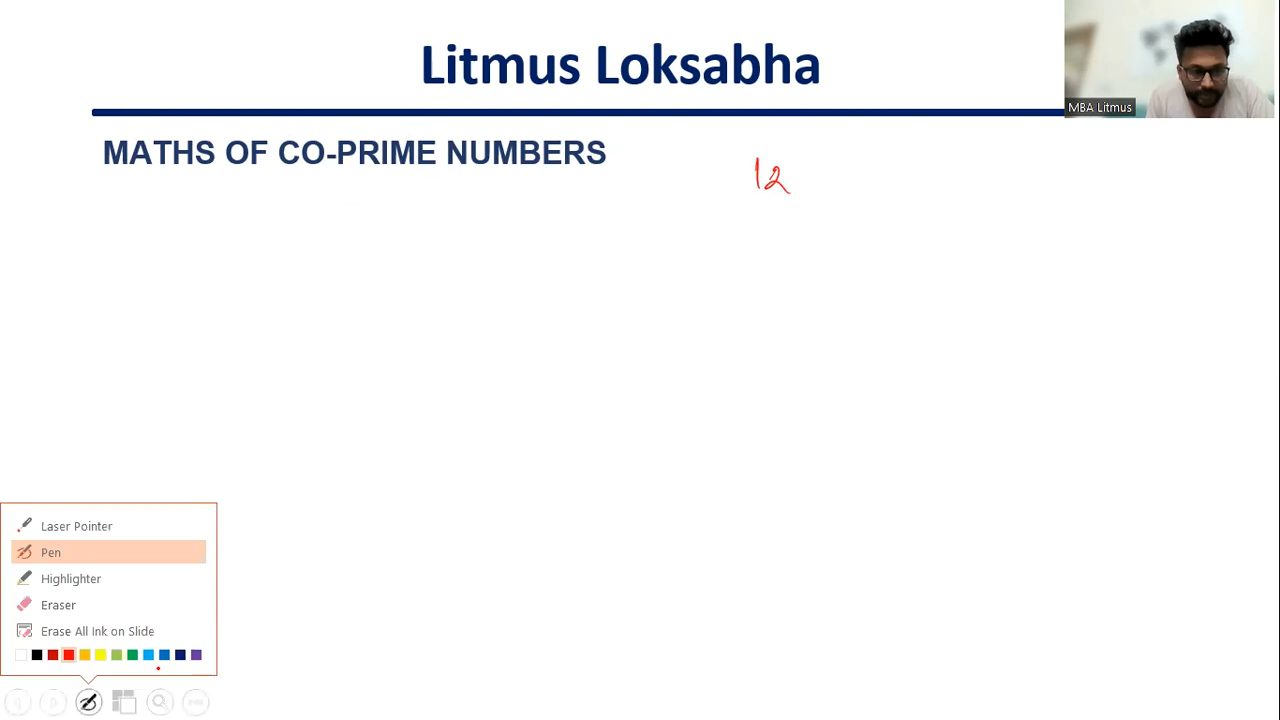 Litmus Loksabha
MBA Litmus
MATHS OF CO-PRIME NUMBERS
12
Laser Pointer
Pen
Highlighter
Eraser
Erase All Ink on Slide